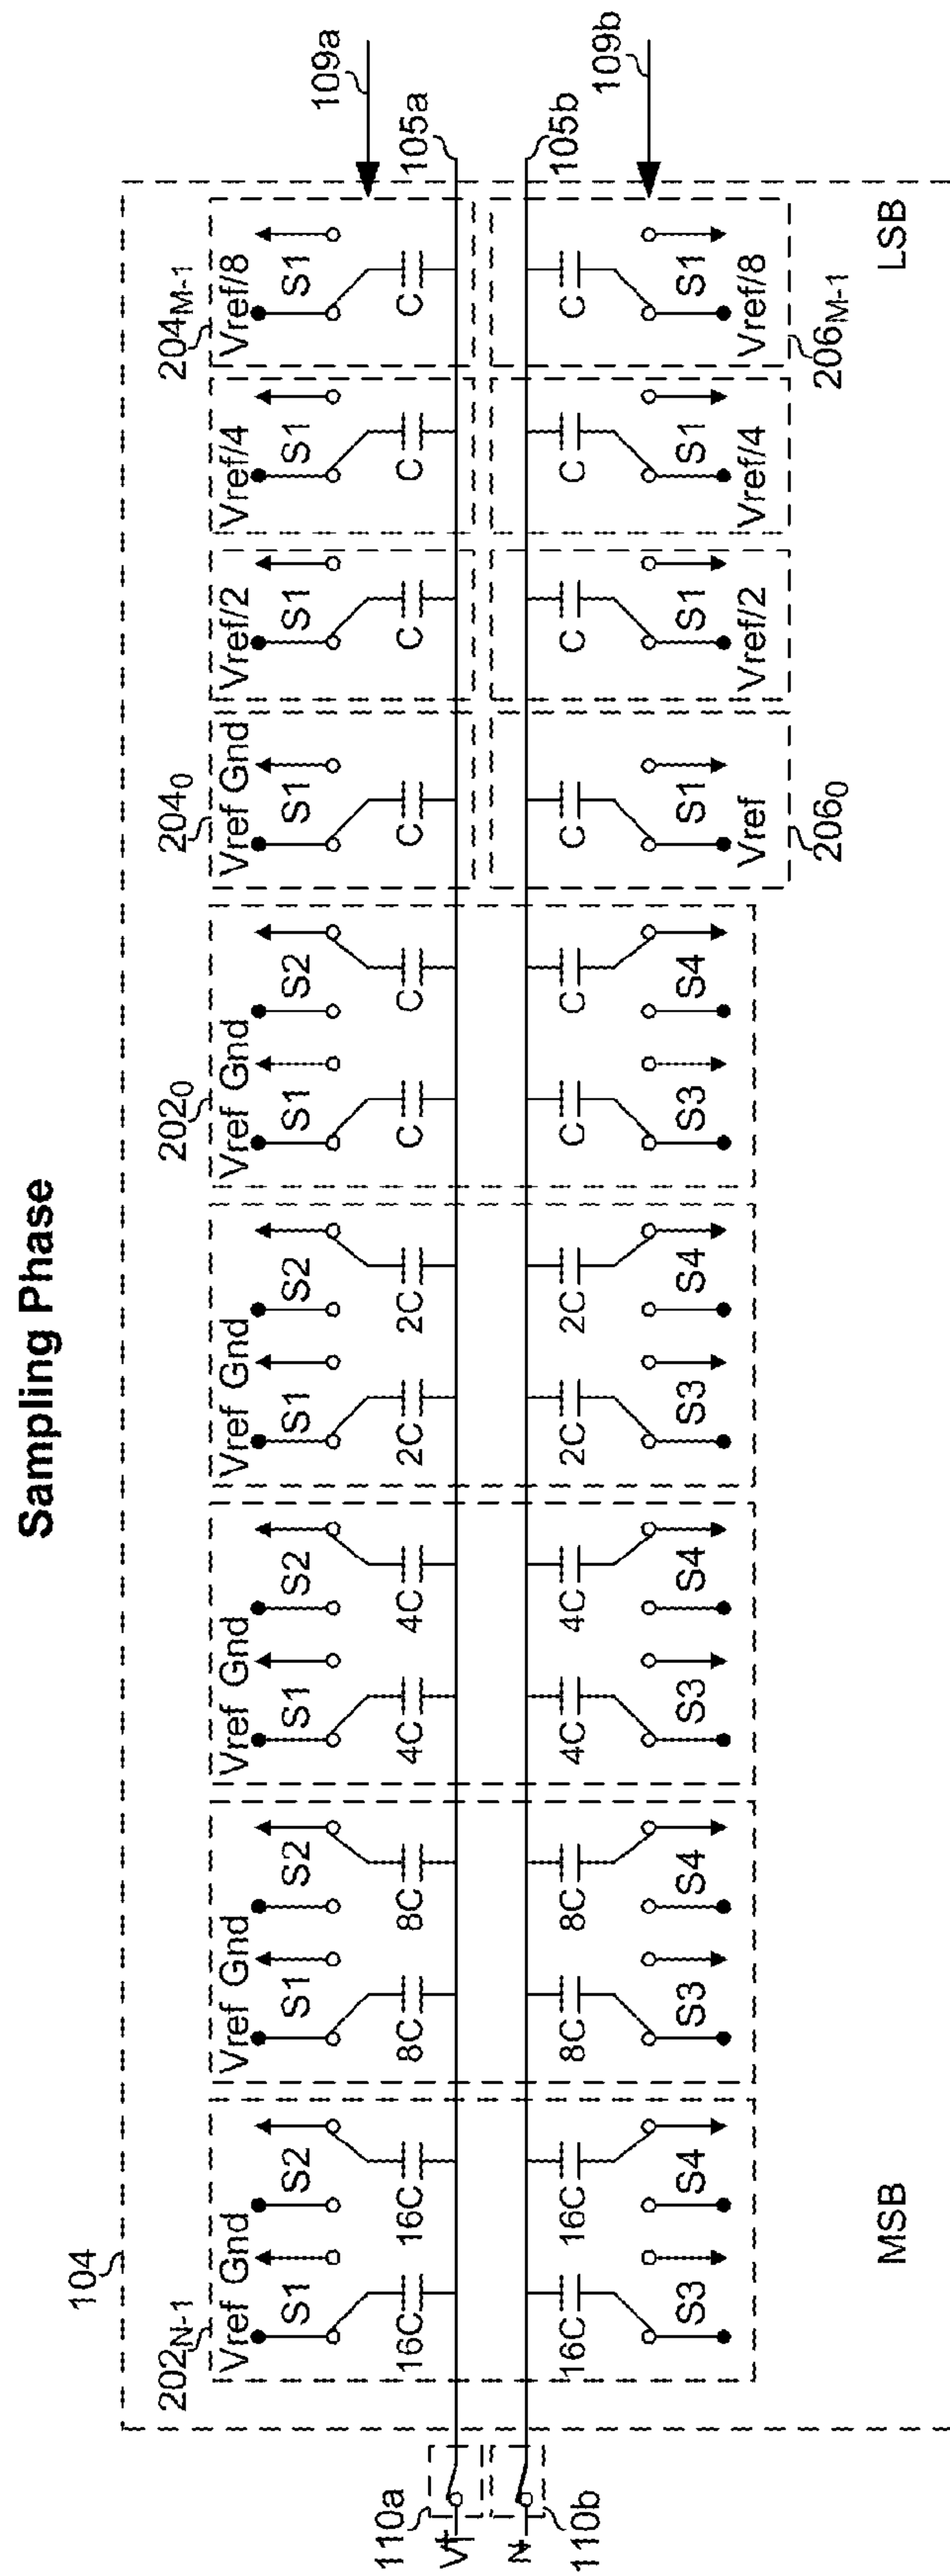 Sampling Phase
104
202N-1
202₀
204₀
204M-1
Vref Gnd Vref Gnd Vref Gnd Vref Gnd Vref Gnd Vref Gnd Vref/2 Vref/4 Vref/8
S1 S2 S1 S2 S1 S2 S1 S2 S1 S2 S1 S1 S1 S1
109a
16C 16C 8C 8C 4C 4C 2C 2C C C C C C C
110a
105a
110b
105b
16C 16C 8C 8C 4C 4C 2C 2C C C C C C C
109b
S3 S4 S3 S4 S3 S4 S3 S4 S3 S4 S1 S1 S1 S1
Vref Vref/2 Vref/4 Vref/8
206₀
206M-1
MSB
LSB